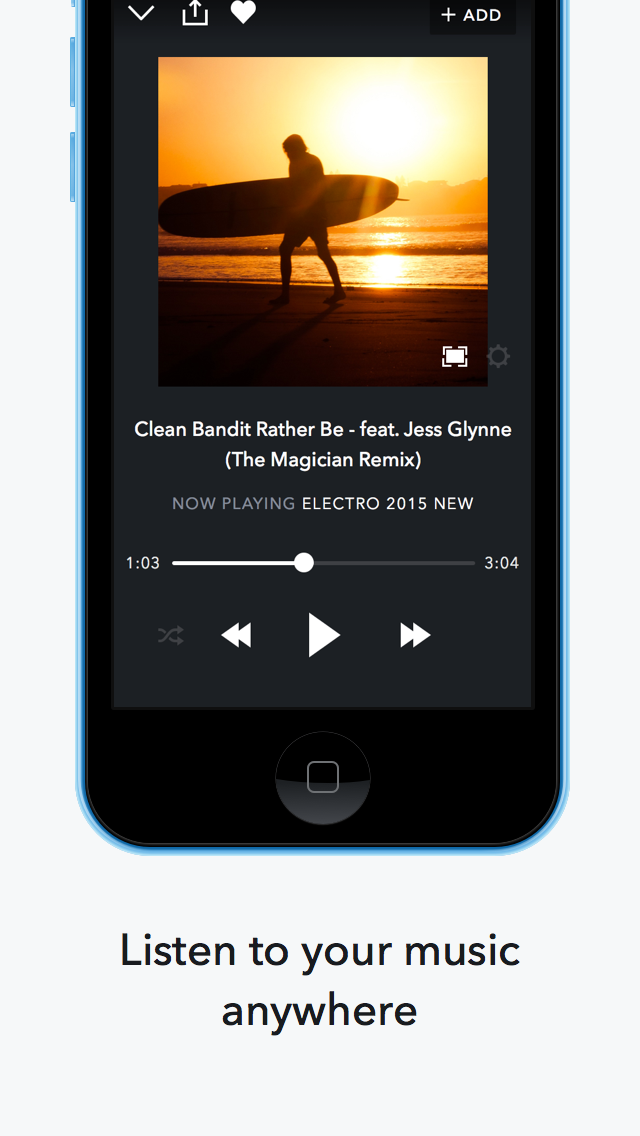 + ADD
Clean Bandit Rather Be - feat. Jess Glynne
(The Magician Remix)
NOW PLAYING ELECTRO 2015 NEW
1:03 3:04
Listen to your music
anywhere